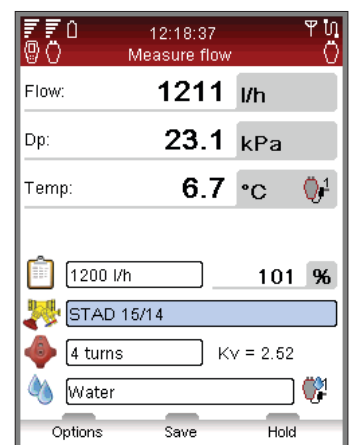 12:18:37
Measure flow
Flow: 1211 l/h
Dp: 23.1 kPa
Temp: 6.7 °C 1
1200 l/h 101 %
STAD 15/14
4 turns Kv = 2.52
Water
Options Save Hold